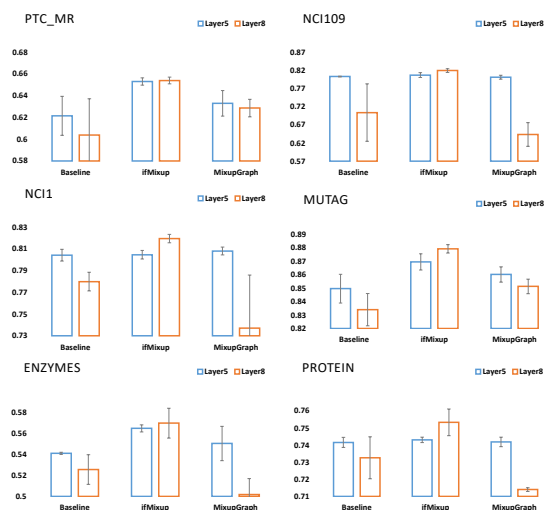 PTC_MR
Layer5 Layer8
0.68
0.66
0.64
0.62
0.6
0.58
Baseline ifMixup MixupGraph
NCI109
Layer5 Layer8
0.87
0.82
0.77
0.72
0.67
0.62
0.57
Baseline ifMixup MixupGraph
NCI1
Layer5 Layer8
0.83
0.81
0.79
0.77
0.75
0.73
Baseline ifMixup MixupGraph
MUTAG
Layer5 Layer8
0.89
0.88
0.87
0.86
0.85
0.84
0.83
0.82
Baseline ifMixup MixupGraph
ENZYMES
Layer5 Layer8
0.58
0.56
0.54
0.52
0.5
Baseline ifMixup MixupGraph
PROTEIN
Layer5 Layer8
0.76
0.75
0.74
0.73
0.72
0.71
Baseline ifMixup MixupGraph